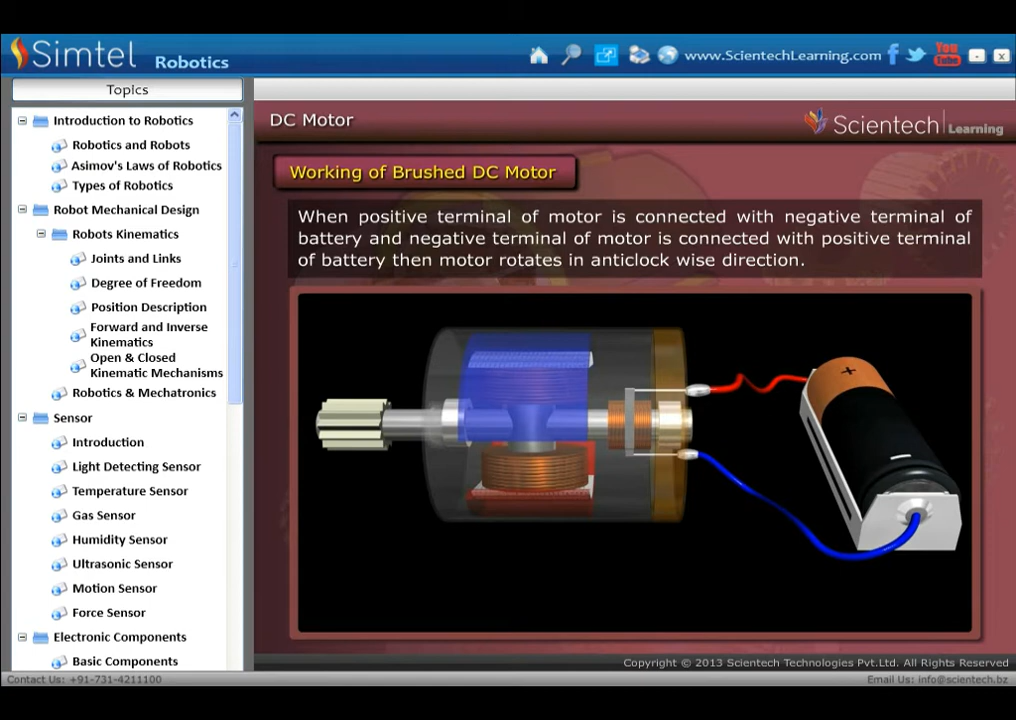 Simtel Robotics
www.ScientechLearning.com
You
Tube
Topics
Introduction to Robotics
Robotics and Robots
Asimov's Laws of Robotics
Types of Robotics
Robot Mechanical Design
Robots Kinematics
Joints and Links
Degree of Freedom
Position Description
Forward and Inverse
Kinematics
Open & Closed
Kinematic Mechanisms
Robotics & Mechatronics
Sensor
Introduction
Light Detecting Sensor
Temperature Sensor
Gas Sensor
Humidity Sensor
Ultrasonic Sensor
Motion Sensor
Force Sensor
Electronic Components
Basic Components
DC Motor
Scientech Learning
Working of Brushed DC Motor
When positive terminal of motor is connected with negative terminal of
battery and negative terminal of motor is connected with positive terminal
of battery then motor rotates in anticlock wise direction.
+
−
Copyright © 2013 Scientech Technologies Pvt.Ltd. All Rights Reserved
Contact Us: +91-731-4211100
Email Us: info@scientech.bz